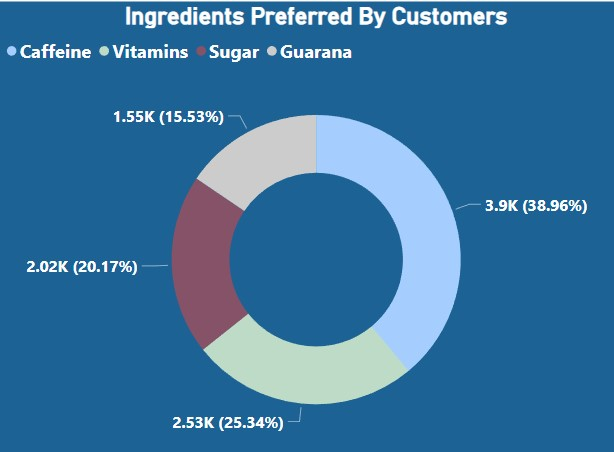 Ingredients Preferred By Customers
Caffeine Vitamins Sugar Guarana
1.55K (15.53%)
3.9K (38.96%)
2.02K (20.17%)
2.53K (25.34%)